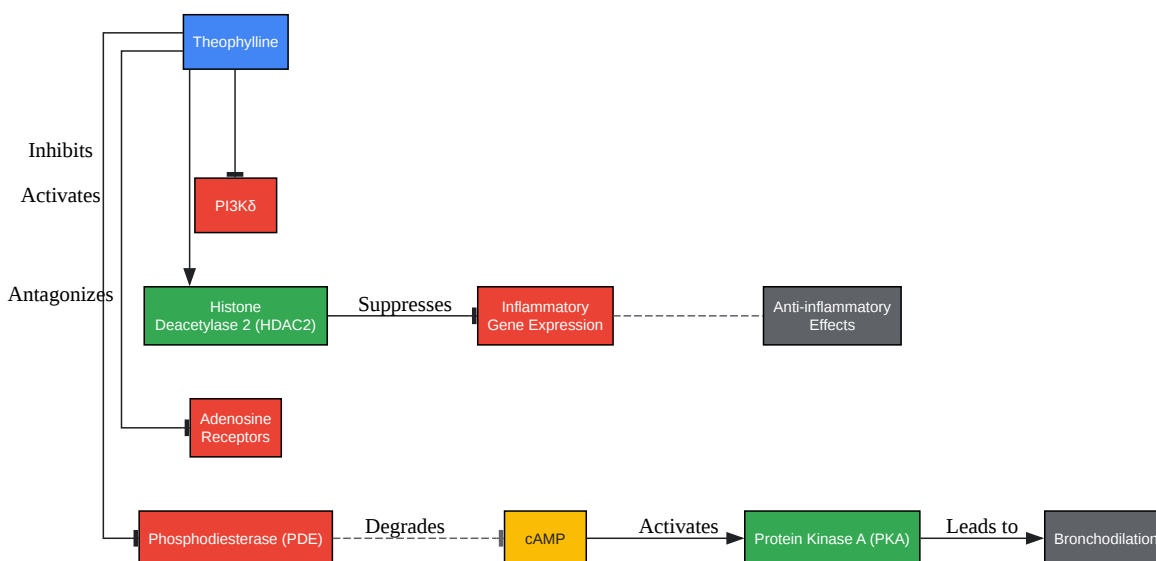 Theophylline
Inhibits
Activates
PI3Kδ
Antagonizes
Histone
Deacetylase 2 (HDAC2)
Suppresses
Inflammatory
Gene Expression
Anti-inflammatory
Effects
Adenosine
Receptors
Phosphodiesterase (PDE)
Degrades
cAMP
Activates
Protein Kinase A (PKA)
Leads to
Bronchodilation